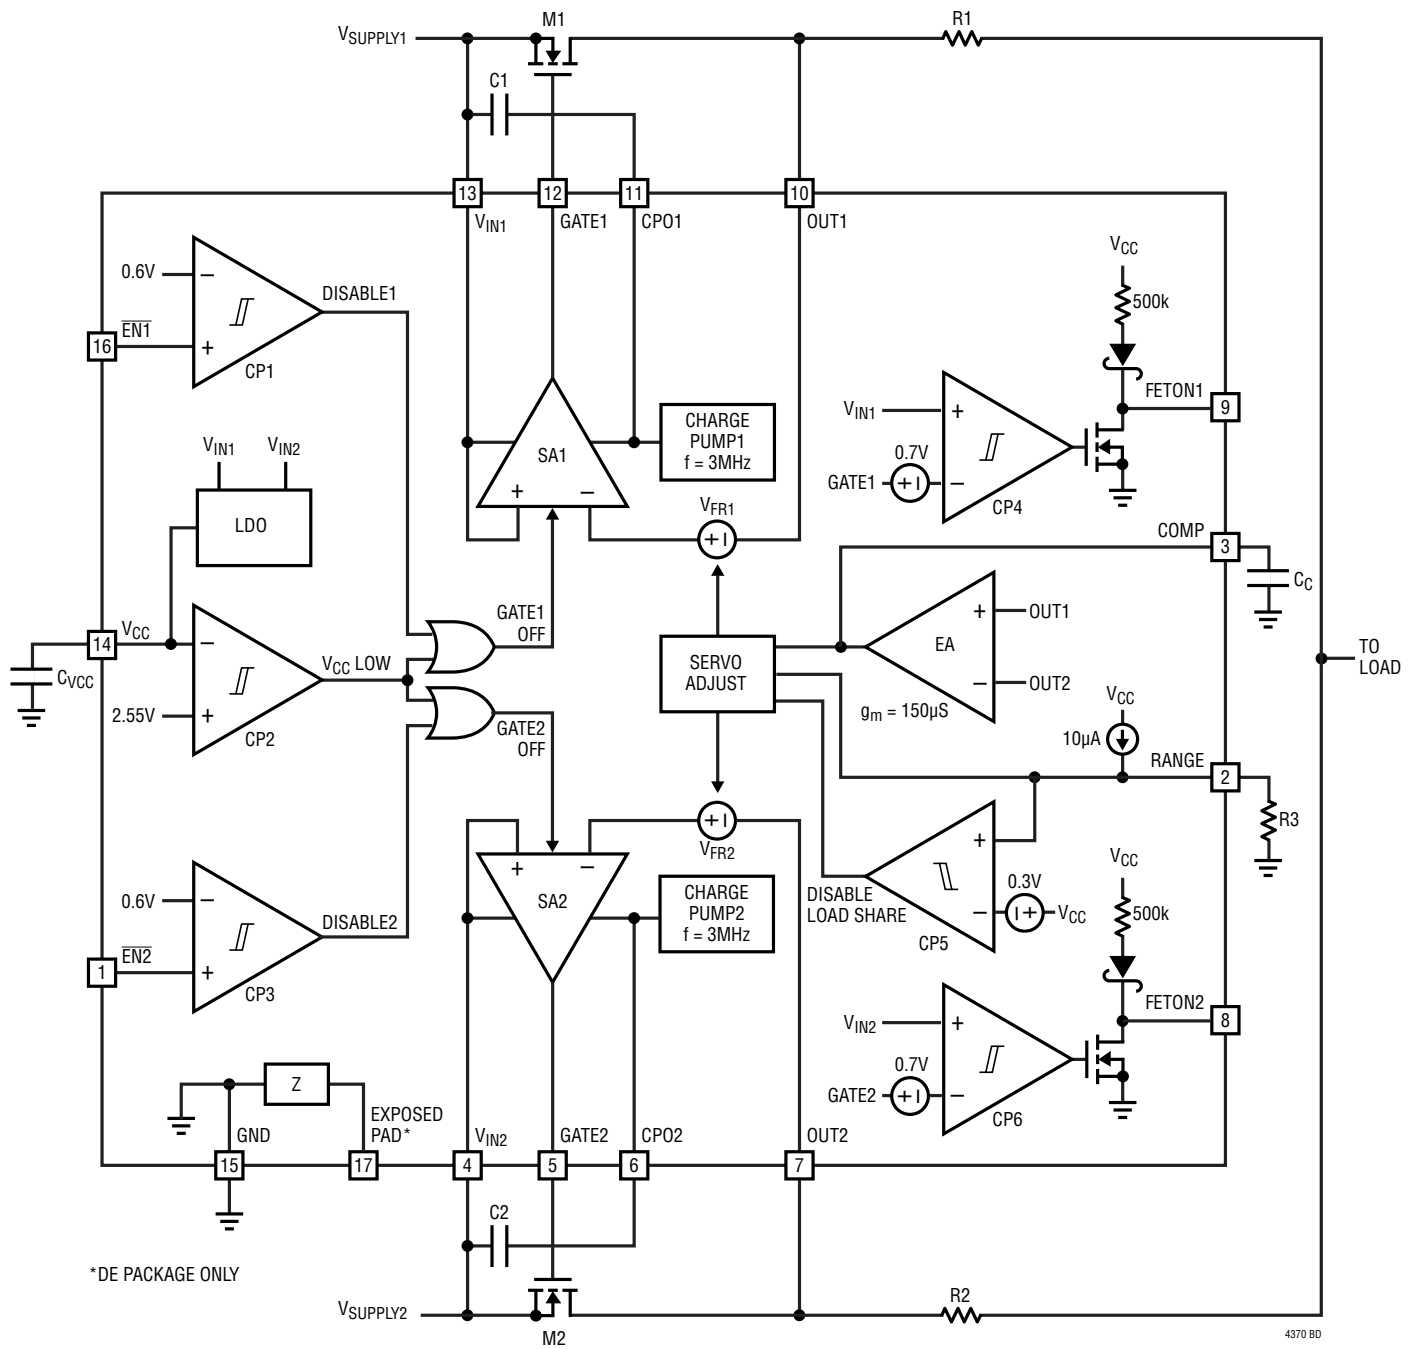 M1
R1
VSUPPLY1
C1
13
12
11
10
VIN1
GATE1
CPO1
OUT1
0.6V
−
DISABLE1
EN1
16
+
CP1
VCC
500k
FETON1
9
VIN1
+
0.7V
GATE1
+ −
−
CP4
CHARGE
PUMP1
f = 3MHz
SA1
+
−
VFR1
+ −
VIN1
VIN2
LDO
COMP
3
CC
14
VCC
−
CVCC
2.55V
+
CP2
VCC LOW
GATE1
OFF
GATE2
OFF
SERVO
ADJUST
+
OUT1
EA
−
OUT2
gm = 150µS
TO
LOAD
VCC
10µA
RANGE
2
R3
+ −
VFR2
+
−
SA2
CHARGE
PUMP2
f = 3MHz
+
DISABLE
LOAD SHARE
−
0.3V
− +
VCC
CP5
0.6V
−
DISABLE2
EN2
1
+
CP3
VCC
500k
FETON2
8
VIN2
+
0.7V
GATE2
+ −
−
CP6
Z
EXPOSED
PAD*
GND
15
17
VIN2
GATE2
CPO2
OUT2
4
5
6
7
C2
*DE PACKAGE ONLY
VSUPPLY2
M2
R2
4370 BD